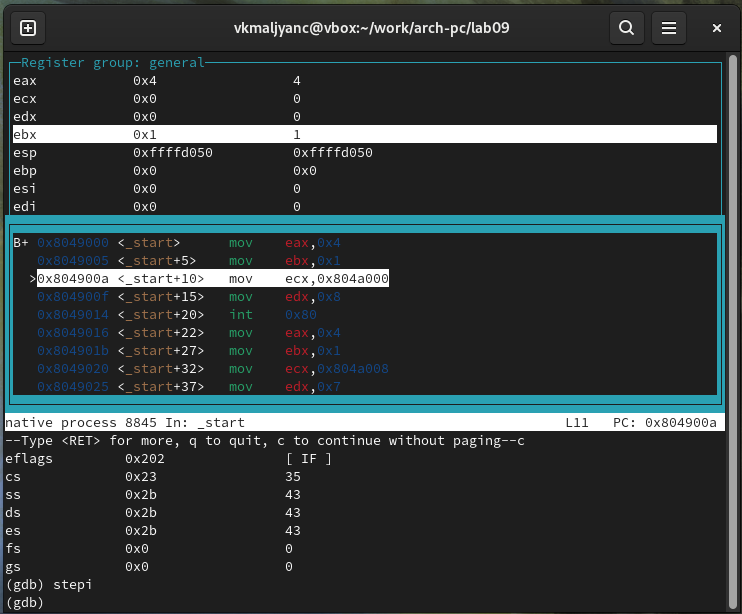 vkmaljyanc@vbox:~/work/arch-pc/lab09
Register group: general
eax 0x4 4
ecx 0x0 0
edx 0x0 0
ebx 0x1 1
esp 0xffffd050 0xffffd050
ebp 0x0 0x0
esi 0x0 0
edi 0x0 0
B+ 0x8049000 <_start> mov eax,0x4
0x8049005 <_start+5> mov ebx,0x1
>0x804900a <_start+10> mov ecx,0x804a000
0x804900f <_start+15> mov edx,0x8
0x8049014 <_start+20> int 0x80
0x8049016 <_start+22> mov eax,0x4
0x804901b <_start+27> mov ebx,0x1
0x8049020 <_start+32> mov ecx,0x804a008
0x8049025 <_start+37> mov edx,0x7
native process 8845 In: _start L11 PC: 0x804900a
--Type <RET> for more, q to quit, c to continue without paging--c
eflags 0x202 [ IF ]
cs 0x23 35
ss 0x2b 43
ds 0x2b 43
es 0x2b 43
fs 0x0 0
gs 0x0 0
(gdb) stepi
(gdb)